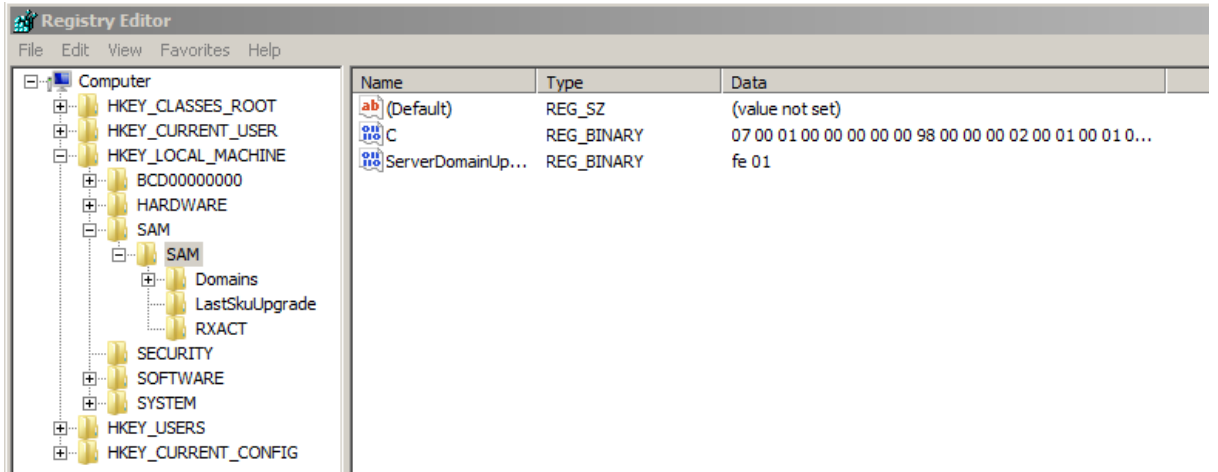 Registry Editor
File Edit View Favorites Help
Computer
HKEY_CLASSES_ROOT
HKEY_CURRENT_USER
HKEY_LOCAL_MACHINE
BCD00000000
HARDWARE
SAM
SAM
Domains
LastSkuUpgrade
RXACT
SECURITY
SOFTWARE
SYSTEM
HKEY_USERS
HKEY_CURRENT_CONFIG
Name Type Data
(Default) REG_SZ (value not set)
C REG_BINARY 07 00 01 00 00 00 00 00 98 00 00 00 02 00 01 00 01 0...
ServerDomainUp... REG_BINARY fe 01